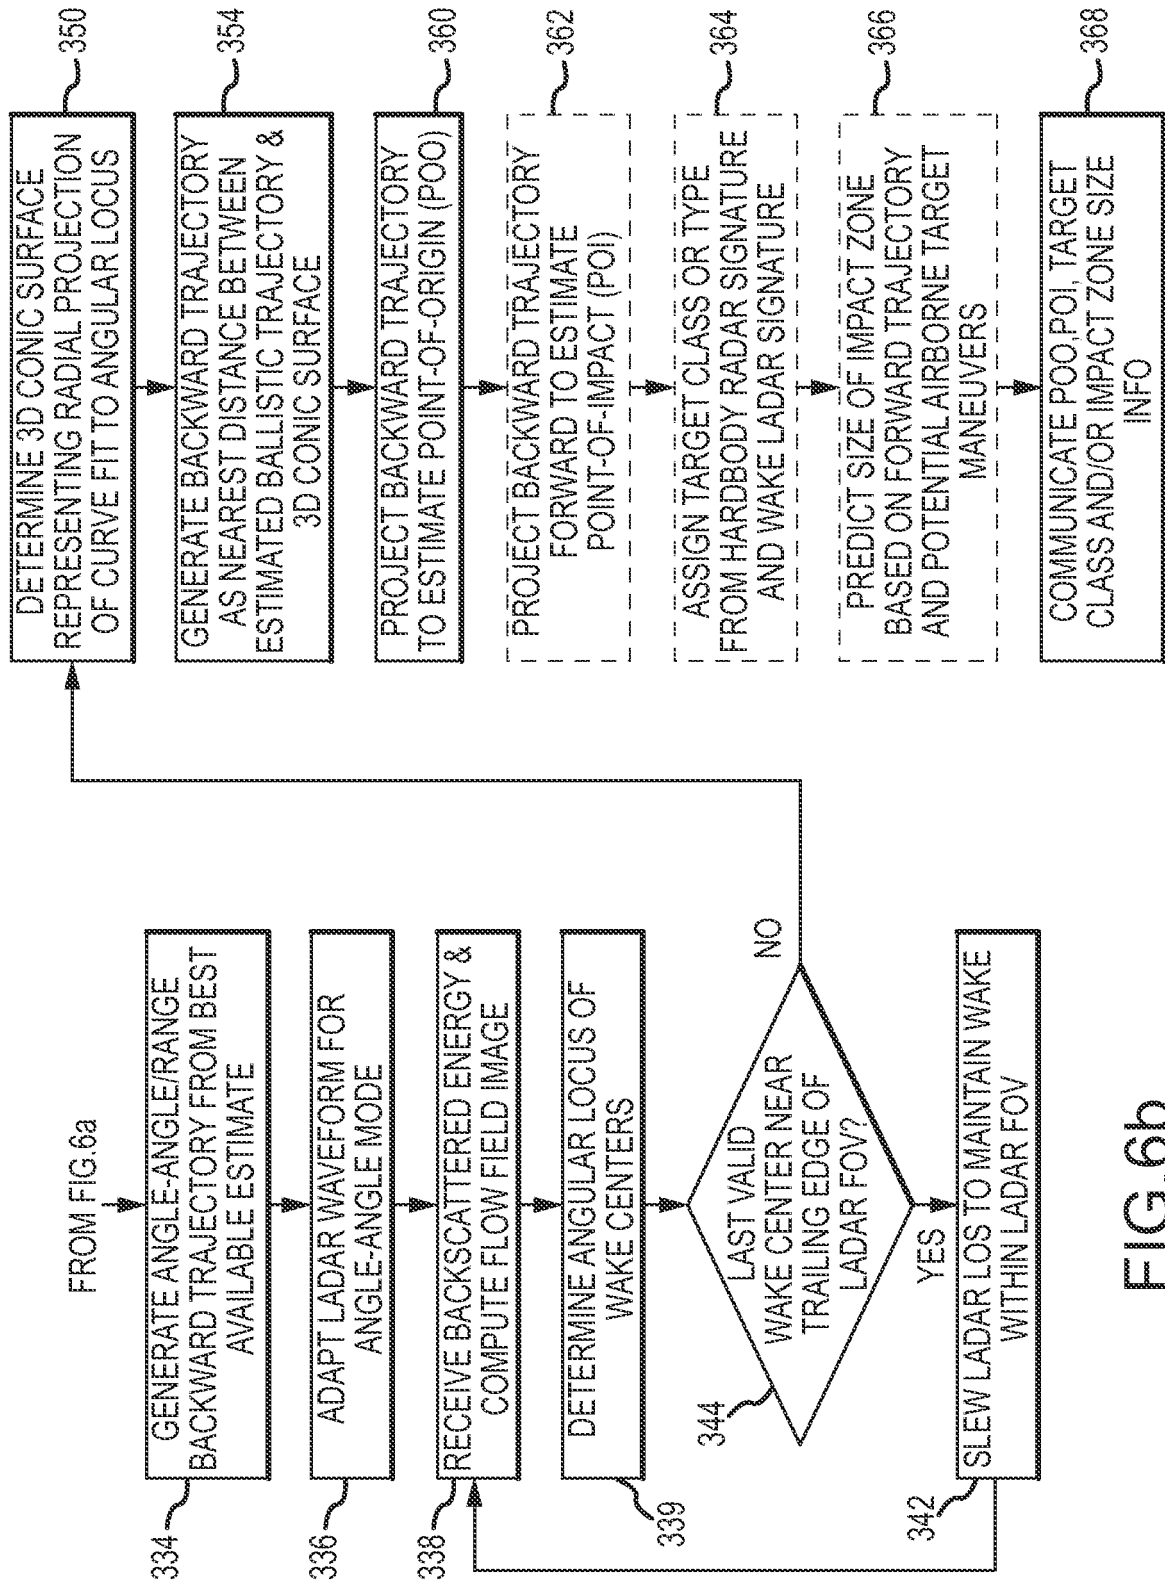 FROM FIG.6a
334
GENERATE ANGLE-ANGLE/RANGE
BACKWARD TRAJECTORY FROM BEST
AVAILABLE ESTIMATE
336
ADAPT LADAR WAVEFORM FOR
ANGLE-ANGLE MODE
338
RECEIVE BACKSCATTERED ENERGY &
COMPUTE FLOW FIELD IMAGE
339
DETERMINE ANGULAR LOCUS OF
WAKE CENTERS
344
LAST VALID
WAKE CENTER NEAR
TRAILING EDGE OF
LADAR FOV?
NO
YES
342
SLEW LADAR LOS TO MAINTAIN WAKE
WITHIN LADAR FOV
350
DETERMINE 3D CONIC SURFACE
REPRESENTING RADIAL PROJECTION
OF CURVE FIT TO ANGULAR LOCUS
354
GENERATE BACKWARD TRAJECTORY
AS NEAREST DISTANCE BETWEEN
ESTIMATED BALLISTIC TRAJECTORY &
3D CONIC SURFACE
360
PROJECT BACKWARD TRAJECTORY
TO ESTIMATE POINT-OF-ORIGIN (POO)
362
PROJECT BACKWARD TRAJECTORY
FORWARD TO ESTIMATE
POINT-OF-IMPACT (POI)
364
ASSIGN TARGET CLASS OR TYPE
FROM HARDBODY RADAR SIGNATURE
AND WAKE LADAR SIGNATURE
366
PREDICT SIZE OF IMPACT ZONE
BASED ON FORWARD TRAJECTORY
AND POTENTIAL AIRBORNE TARGET
MANEUVERS
368
COMMUNICATE POO,POI, TARGET
CLASS AND/OR IMPACT ZONE SIZE
INFO
FIG.6b